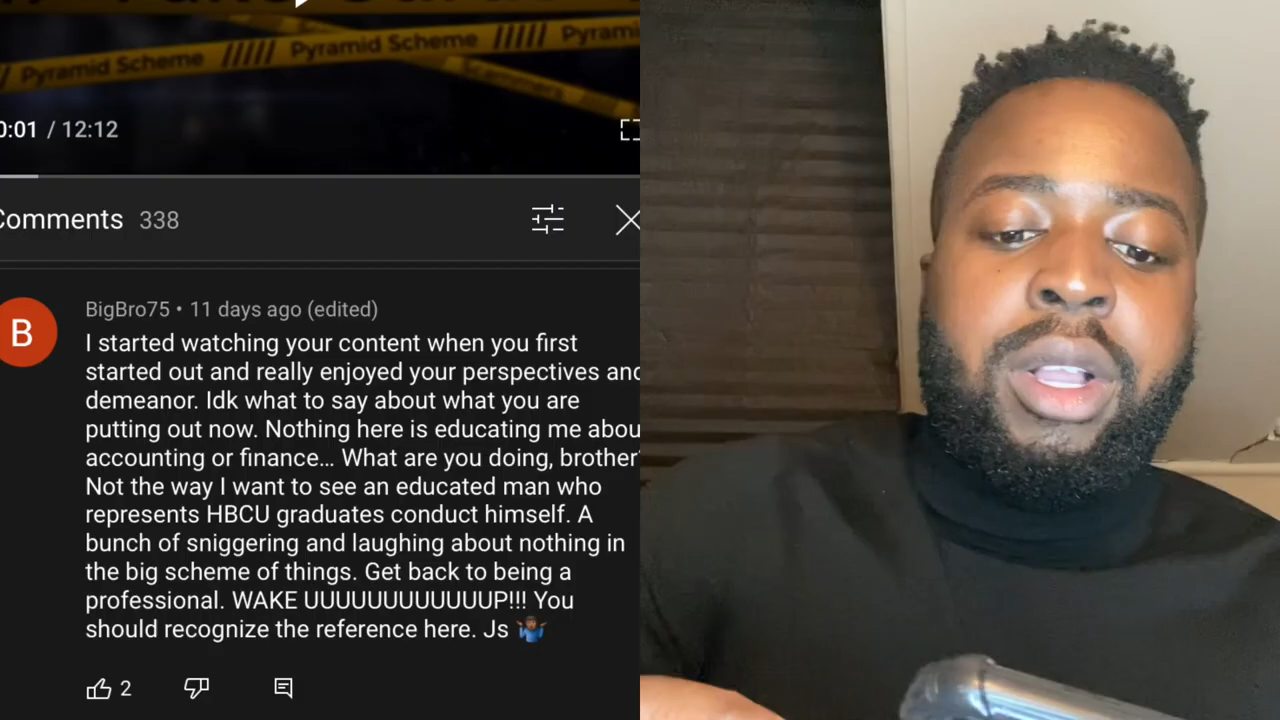 Pyramid Scheme ///// Pyramid Scheme ///// Pyrami
Scammers
0:01 / 12:12
Comments 338
B
BigBro75 • 11 days ago (edited)
I started watching your content when you first
started out and really enjoyed your perspectives and
demeanor. Idk what to say about what you are
putting out now. Nothing here is educating me abou
accounting or finance... What are you doing, brother?
Not the way I want to see an educated man who
represents HBCU graduates conduct himself. A
bunch of sniggering and laughing about nothing in
the big scheme of things. Get back to being a
professional. WAKE UUUUUUUUUUUUP!!! You
should recognize the reference here. Js 🤷🏾‍♂️
2